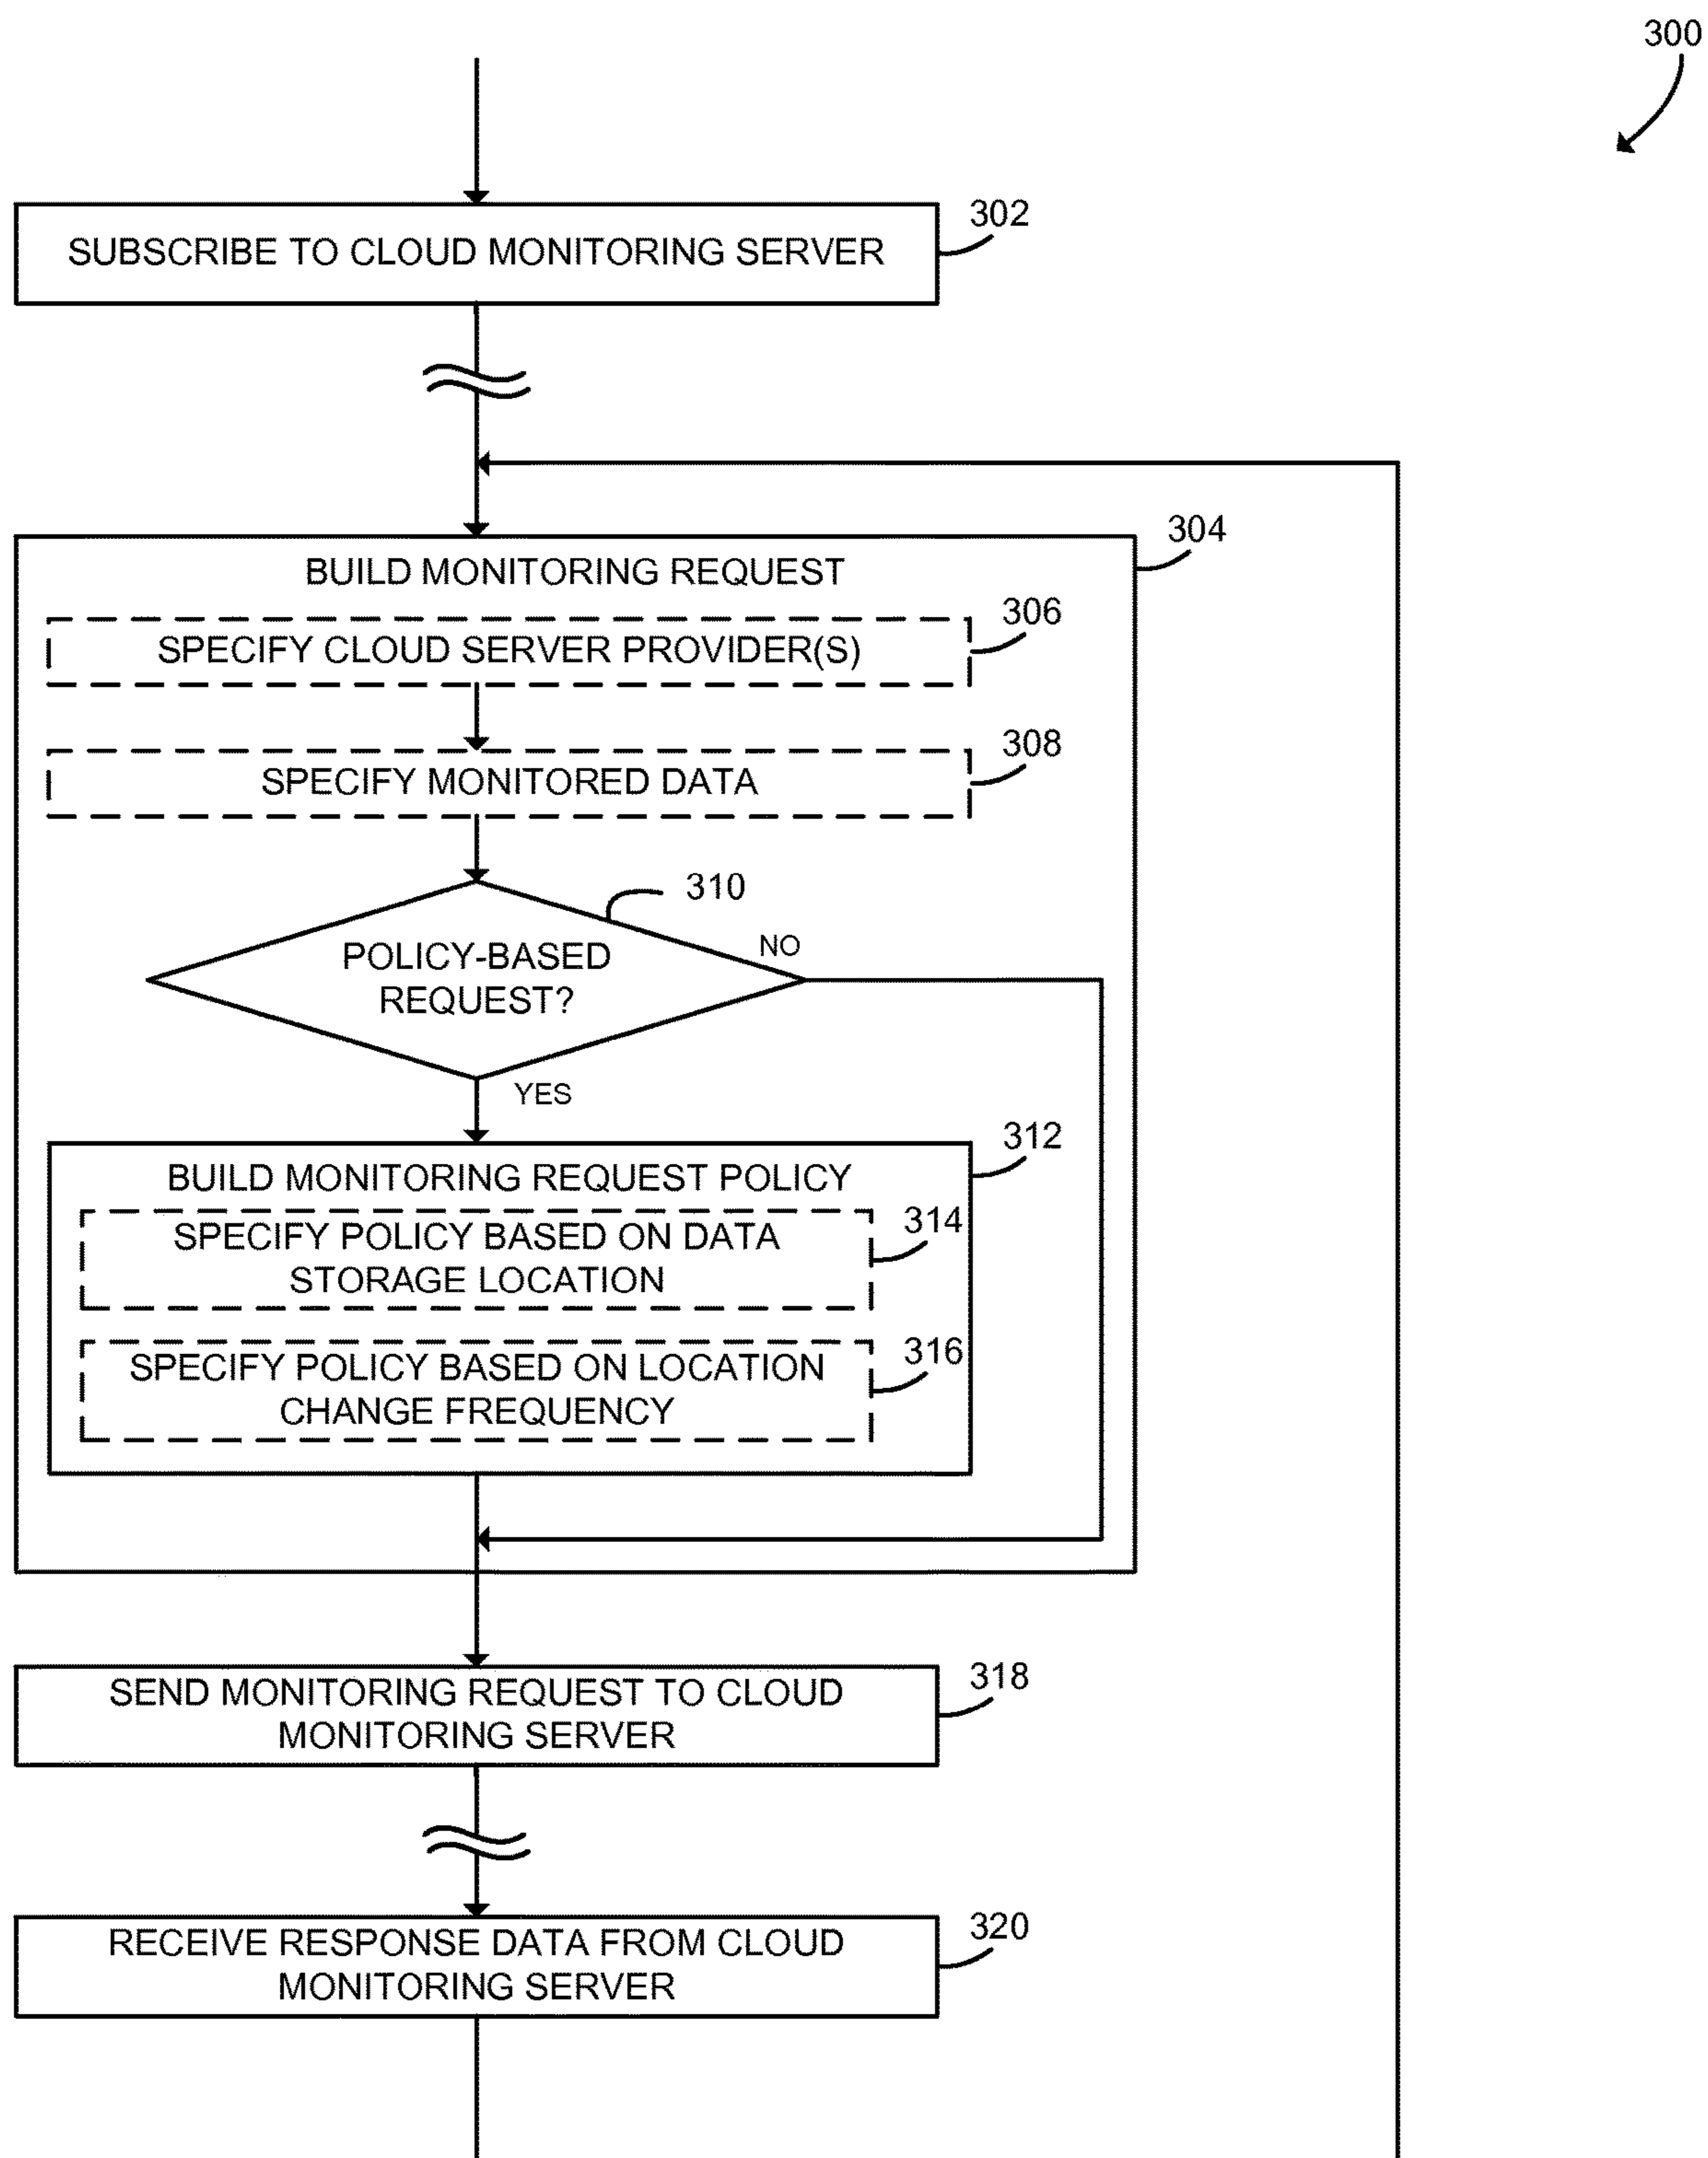 300
302
SUBSCRIBE TO CLOUD MONITORING SERVER
304
BUILD MONITORING REQUEST
306
SPECIFY CLOUD SERVER PROVIDER(S)
308
SPECIFY MONITORED DATA
310
NO
POLICY-BASED
REQUEST?
YES
312
BUILD MONITORING REQUEST POLICY
314
SPECIFY POLICY BASED ON DATA
STORAGE LOCATION
316
SPECIFY POLICY BASED ON LOCATION
CHANGE FREQUENCY
318
SEND MONITORING REQUEST TO CLOUD
MONITORING SERVER
320
RECEIVE RESPONSE DATA FROM CLOUD
MONITORING SERVER